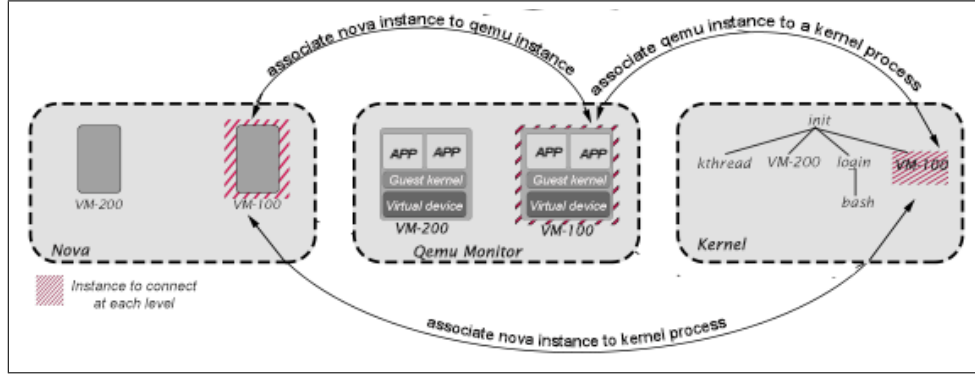 associate nova instance to qemu instance
associate qemu instance to a kernel process
VM-200
VM-100
Nova
APP APP
Guest kernel
Virtual device
VM-200
APP APP
Guest kernel
Virtual device
VM-100
Qemu Monitor
init
kthread VM-200 login VM-100
bash
Kernel
Instance to connect
at each level
associate nova instance to kernel process